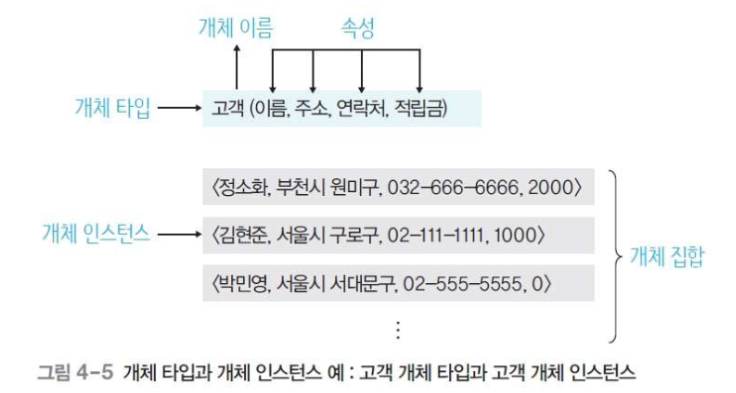 개체 이름
속성
개체 타입
고객 (이름, 주소, 연락처, 적립금)
〈정소화, 부천시 원미구, 032-666-6666, 2000〉
개체 인스턴스
〈김현준, 서울시 구로구, 02-111-1111, 1000〉
개체 집합
〈박민영, 서울시 서대문구, 02-555-5555, 0〉
⋮
그림 4-5 개체 타입과 개체 인스턴스 예 : 고객 개체 타입과 고객 개체 인스턴스